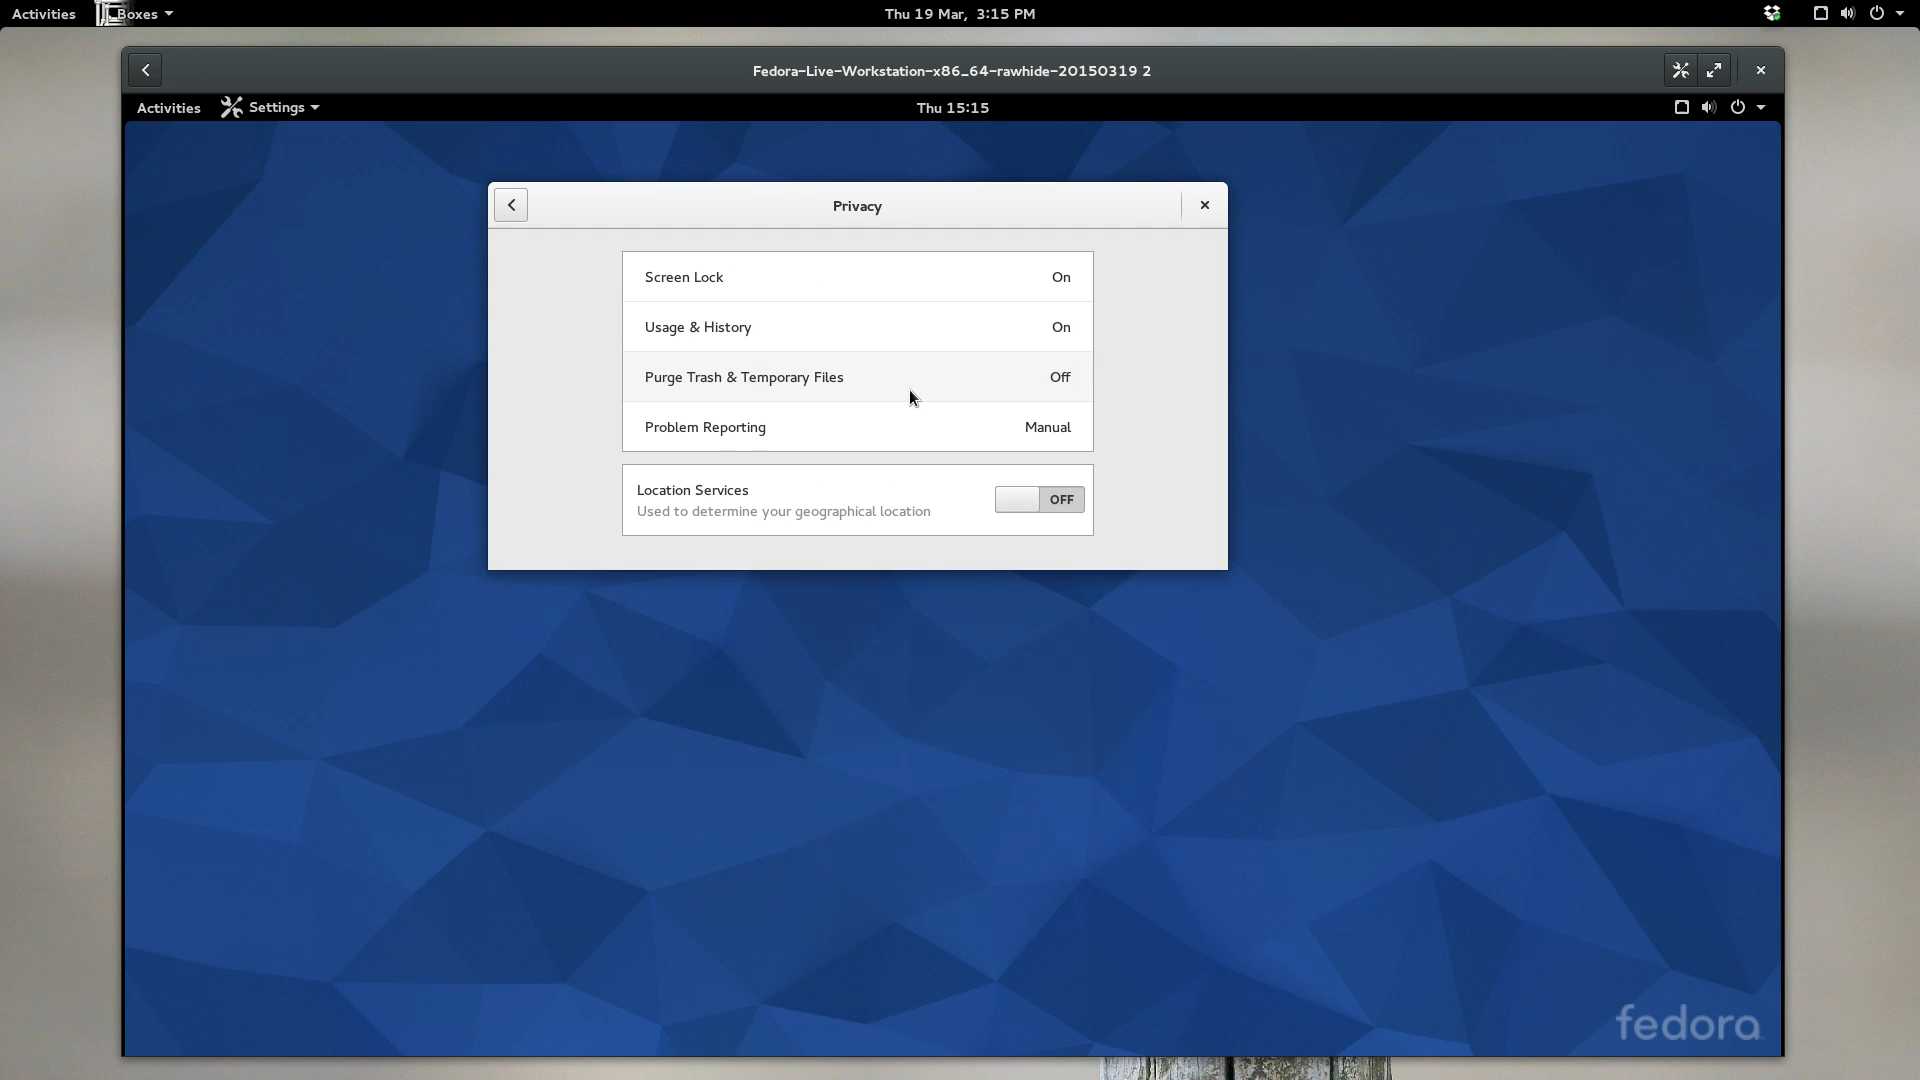 Activities Boxes Thu 19 Mar, 3:15 PM
Fedora-Live-Workstation-x86_64-rawhide-20150319 2
Activities Settings Thu 15:15
Privacy
Screen Lock On
Usage & History On
Purge Trash & Temporary Files Off
Problem Reporting Manual
Location Services
Used to determine your geographical location
OFF
fedora